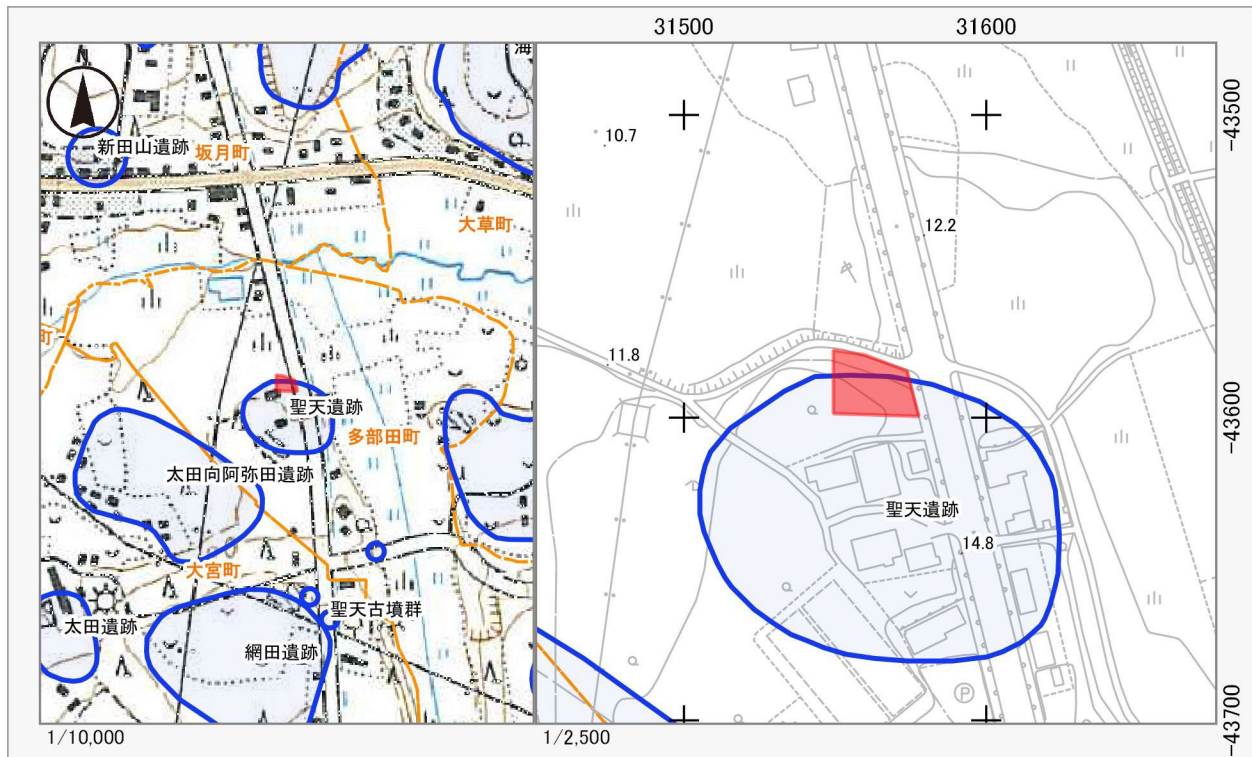 31500
31600
-43500
-43600
-43700
海
新田山遺跡
坂月町
大草町
町
聖天遺跡
多部田町
太田向阿弥田遺跡
大宮町
聖天古墳群
太田遺跡
網田遺跡
1/10,000
10.7
12.2
11.8
聖天遺跡
14.8
P
1/2,500